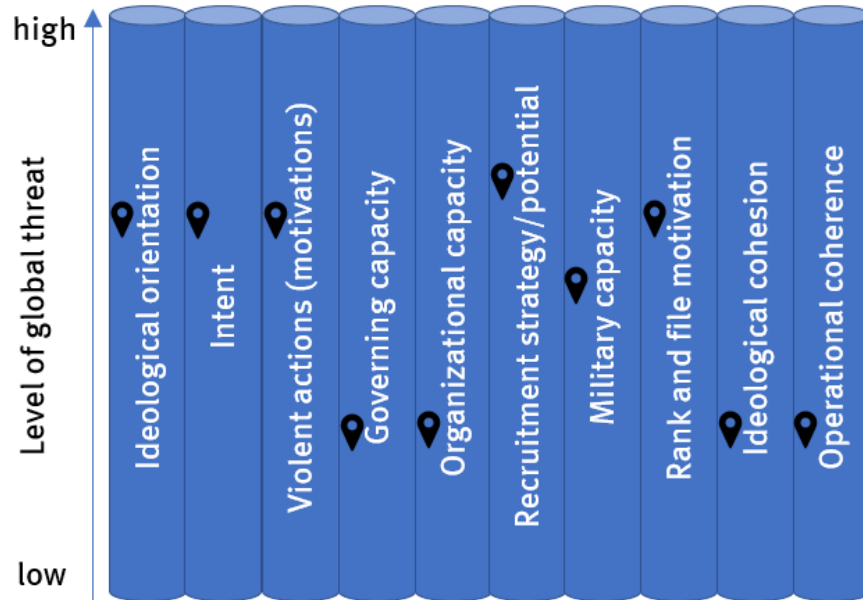 high
Level of global threat
low
Ideological orientation
Intent
Violent actions (motivations)
Governing capacity
Organizational capacity
Recruitment strategy/potential
Military capacity
Rank and file motivation
Ideological cohesion
Operational coherence